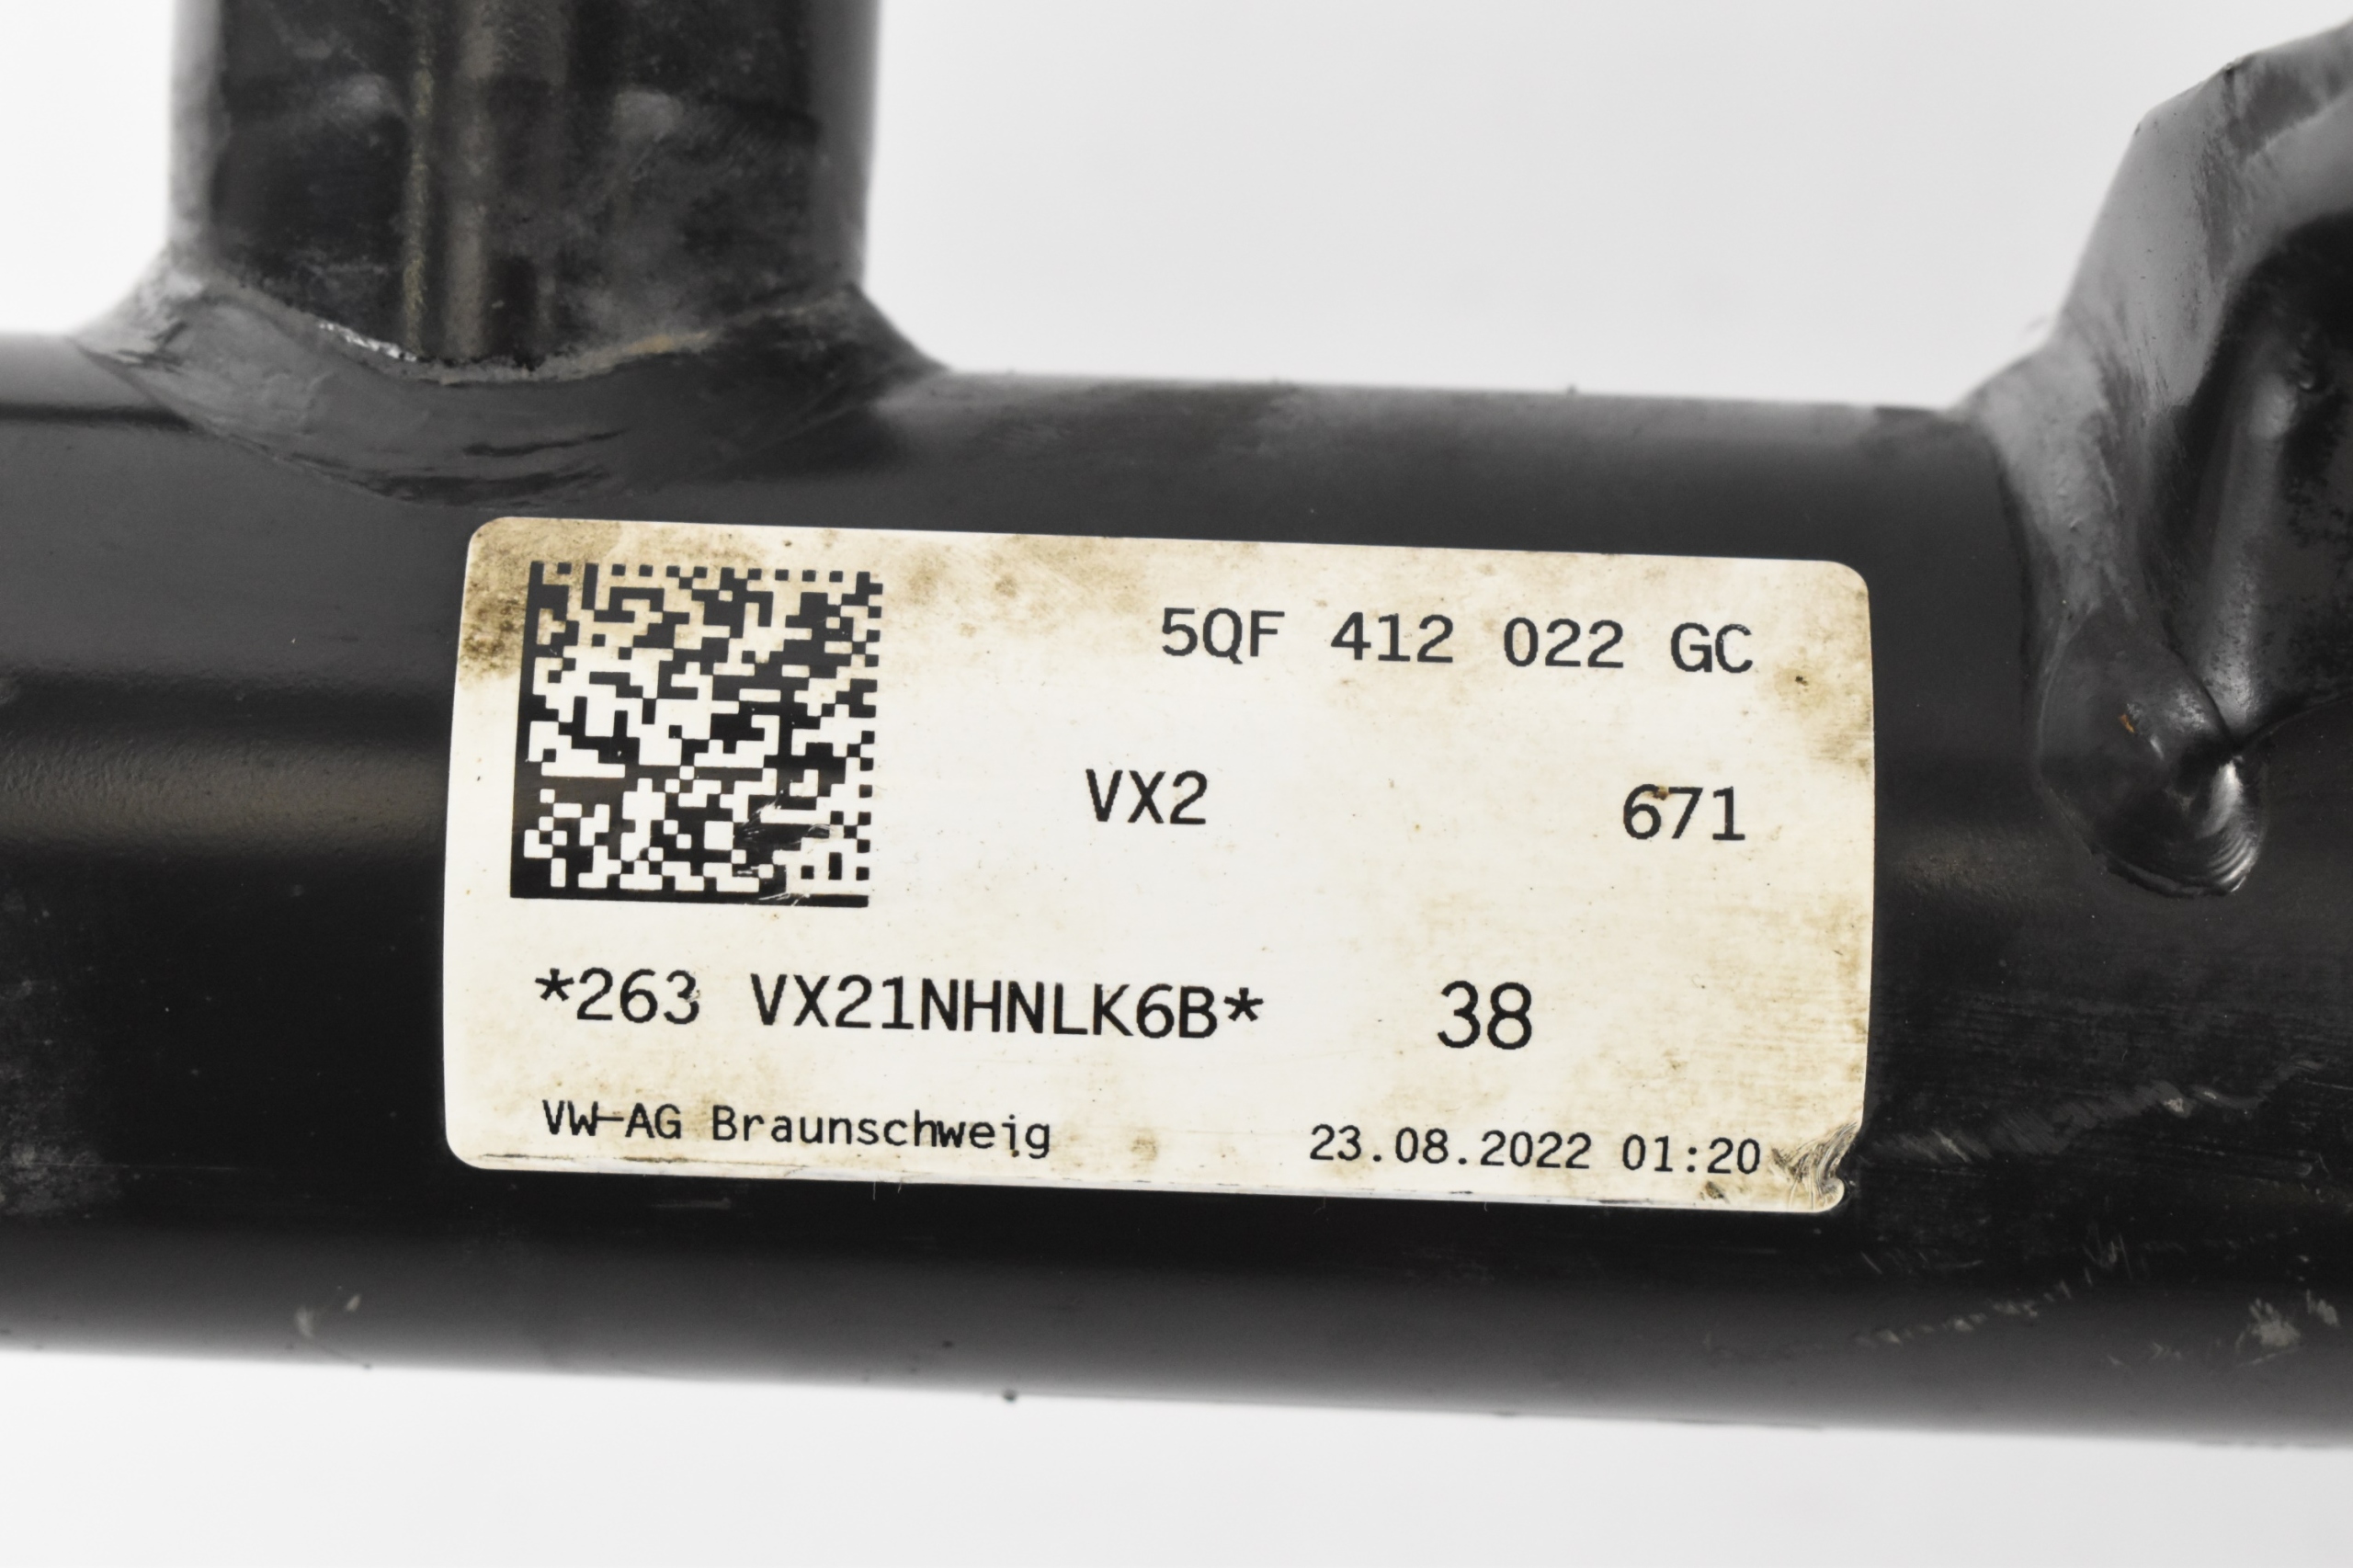 5QF 412 022 GC
VX2 671
*263 VX21NHNLK6B* 38
VW-AG Braunschweig 23.08.2022 01:20